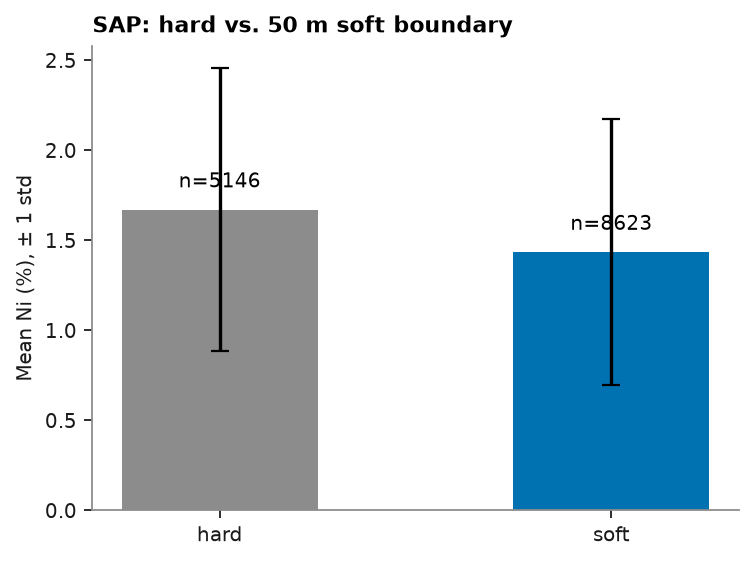 SAP: hard vs. 50 m soft boundary
Mean Ni (%), ± 1 std
2.5
2.0
1.5
1.0
0.5
0.0
n=5146
n=8623
hard
soft